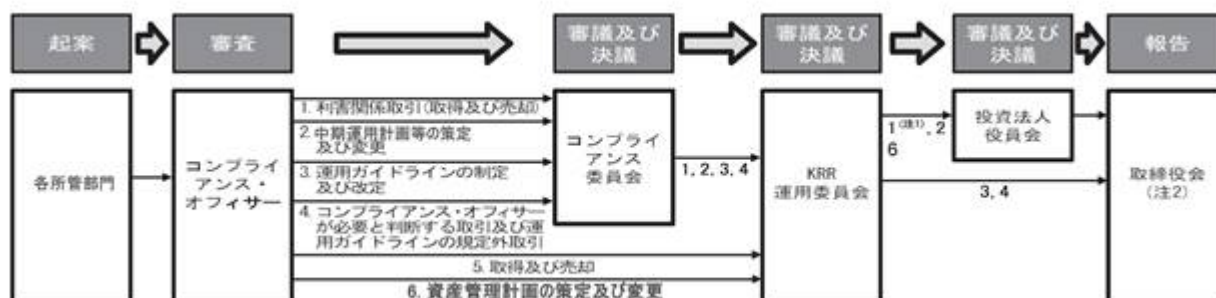 起案
審査
審議及び
決議
審議及び
決議
審議及び
決議
報告
各所管部門
コンプライ
アンス・
オフィサー
1. 利害関係取引(取得及び売却)
2. 中期運用計画等の策定
及び変更
3. 運用ガイドラインの制定
及び改定
4. コンプライアンス・オフィサー
が必要と判断する取引及び運
用ガイドラインの規定外取引
5. 取得及び売却
6. 資産管理計画の策定及び変更
コンプライ
アンス
委員会
1, 2, 3, 4
KRR
運用委員会
1(注1), 2
6
3, 4
投資法人
役員会
取締役会
(注2)